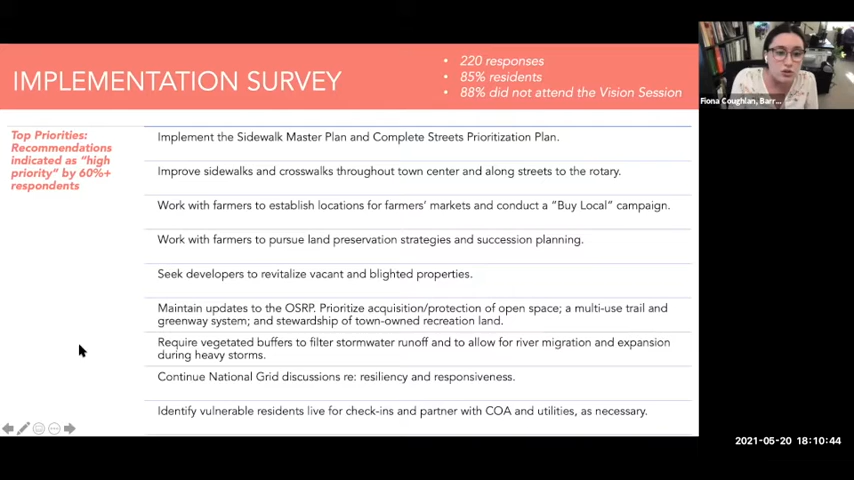 IMPLEMENTATION SURVEY
• 220 responses
• 85% residents
• 88% did not attend the Vision Session
Top Priorities:
Recommendations
indicated as “high
priority” by 60%+
respondents
Implement the Sidewalk Master Plan and Complete Streets Prioritization Plan.
Improve sidewalks and crosswalks throughout town center and along streets to the rotary.
Work with farmers to establish locations for farmers’ markets and conduct a “Buy Local” campaign.
Work with farmers to pursue land preservation strategies and succession planning.
Seek developers to revitalize vacant and blighted properties.
Maintain updates to the OSRP. Prioritize acquisition/protection of open space; a multi-use trail and
greenway system; and stewardship of town-owned recreation land.
Require vegetated buffers to filter stormwater runoff and to allow for river migration and expansion
during heavy storms.
Continue National Grid discussions re: resiliency and responsiveness.
Identify vulnerable residents live for check-ins and partner with COA and utilities, as necessary.
Fiona Coughlan, Barr...
2021-05-20 18:10:44